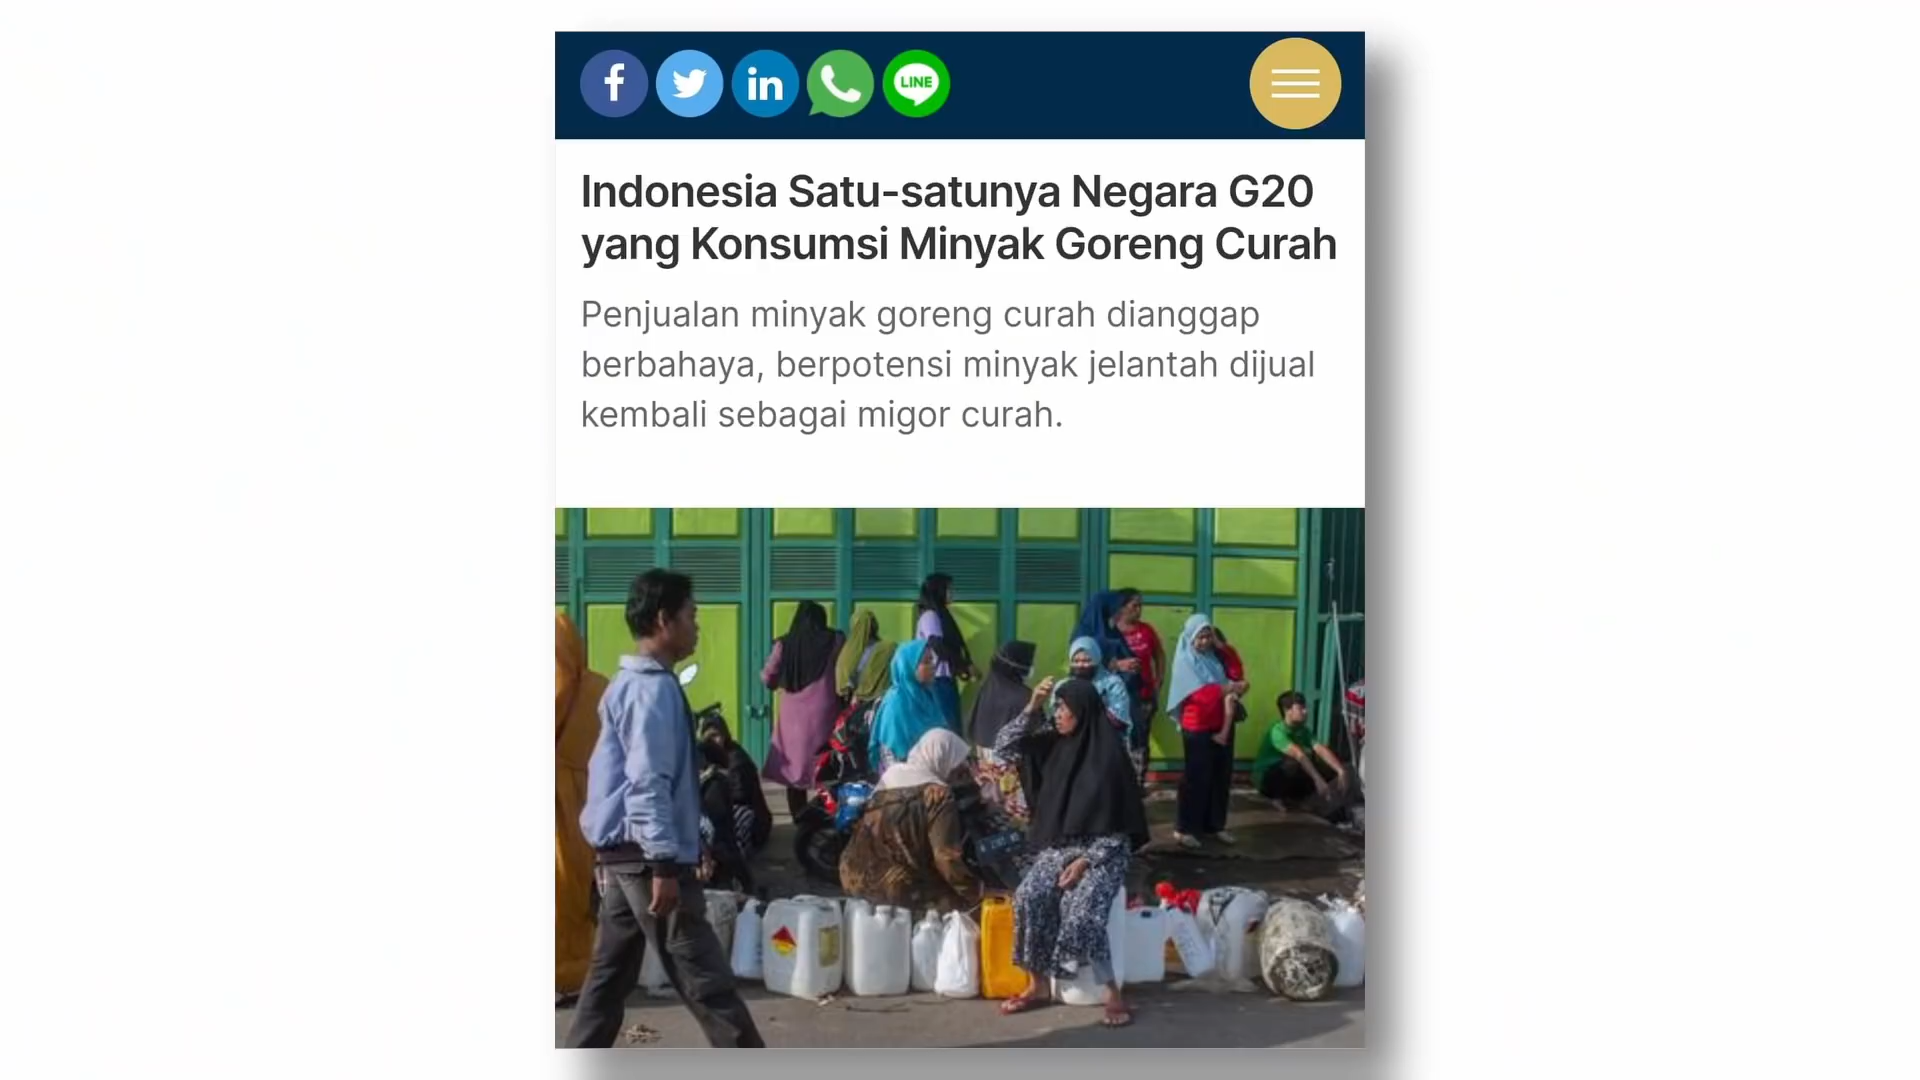 f
in
LINE
Indonesia Satu-satunya Negara G20
yang Konsumsi Minyak Goreng Curah
Penjualan minyak goreng curah dianggap
berbahaya, berpotensi minyak jelantah dijual
kembali sebagai migor curah.